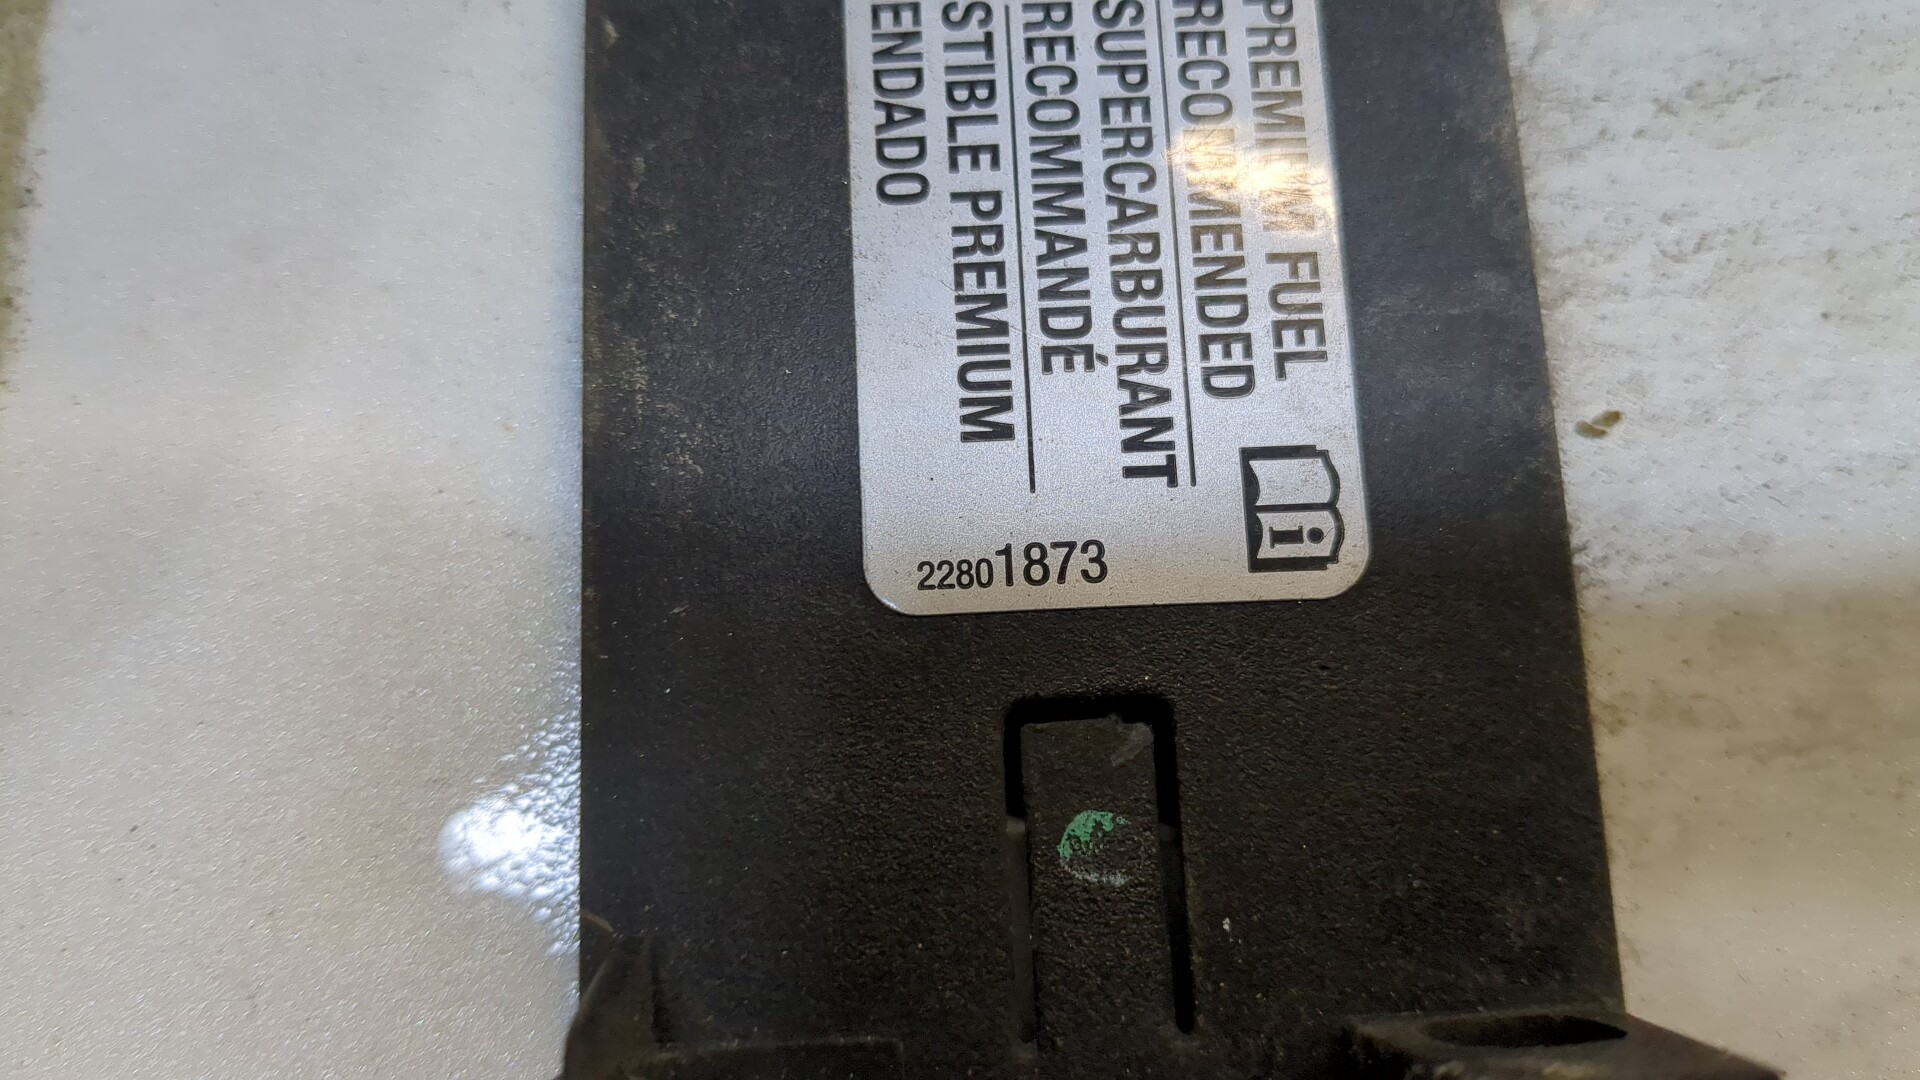 PREMIUM FUEL
RECOMMENDED
SUPERCARBURANT
RECOMMANDÉ
STIBLE PREMIUM
ENDADO
22801873